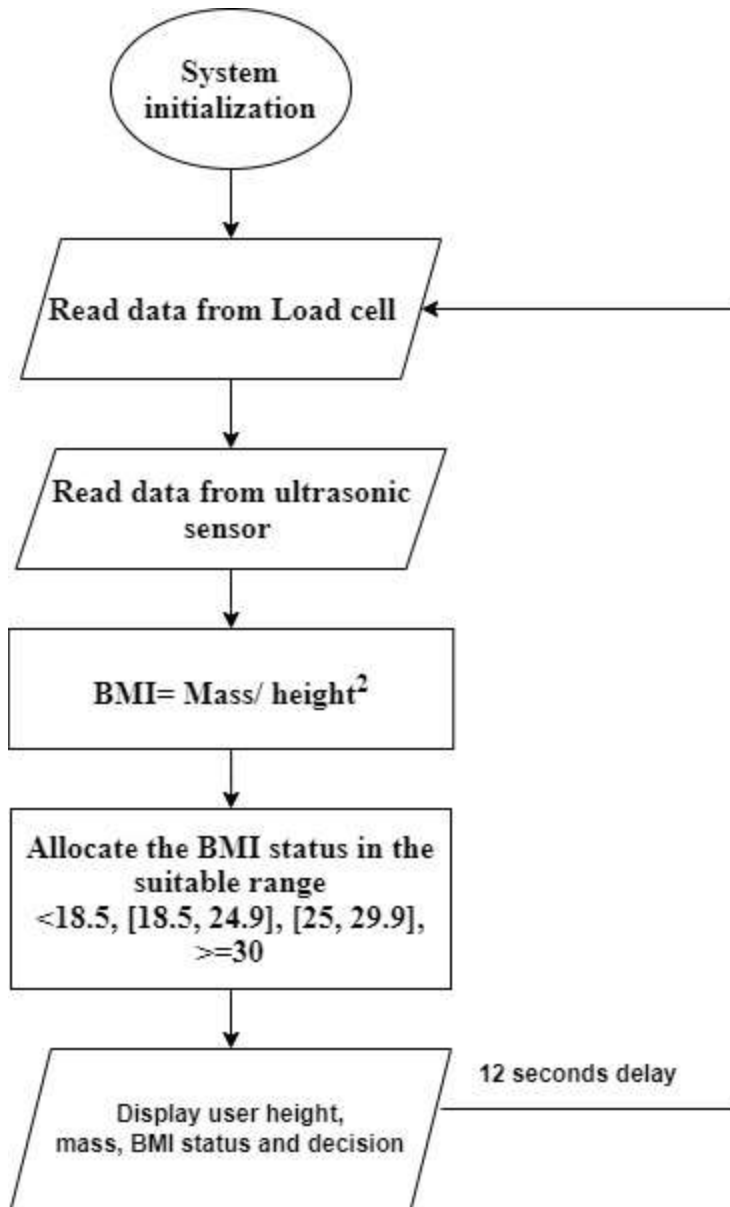 System
initialization
Read data from Load cell
Read data from ultrasonic
sensor
BMI= Mass/ height²
Allocate the BMI status in the
suitable range
<18.5, [18.5, 24.9], [25, 29.9],
>=30
12 seconds delay
Display user height,
mass, BMI status and decision